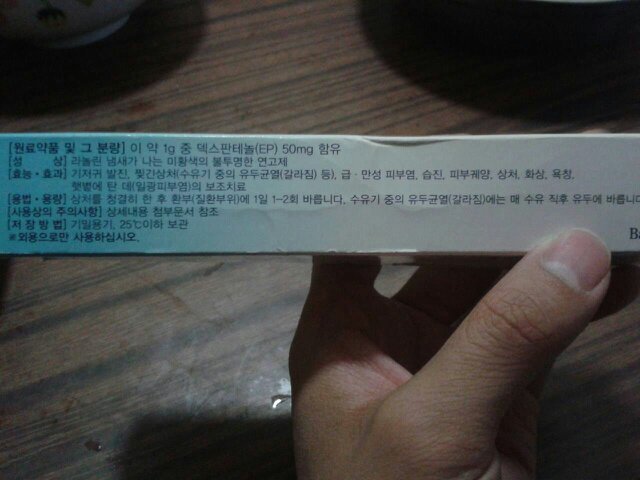 [원료약품 및 그 분량] 이 약 1g 중 덱스판테놀(EP) 50mg 함유
[성 상] 라놀린 냄새가 나는 미황색의 불투명한 연고제
[효능·효과] 기저귀 발진, 찢긴상처(수유기 중의 유두균열(갈라짐) 등), 급·만성 피부염, 습진, 피부궤양, 상처, 화상, 욕창,
햇볕에 탄 데(일광피부염)의 보조치료
[용법·용량] 상처를 청결히 한 후 환부(질환부위)에 1일 1~2회 바릅니다. 수유기 중의 유두균열(갈라짐)에는 매 수유 직후 유두에 바릅니다
[사용상의 주의사항] 상세내용 첨부문서 참조
[저 장 방 법] 기밀용기, 25℃이하 보관
※외용으로만 사용하십시오.
Ba